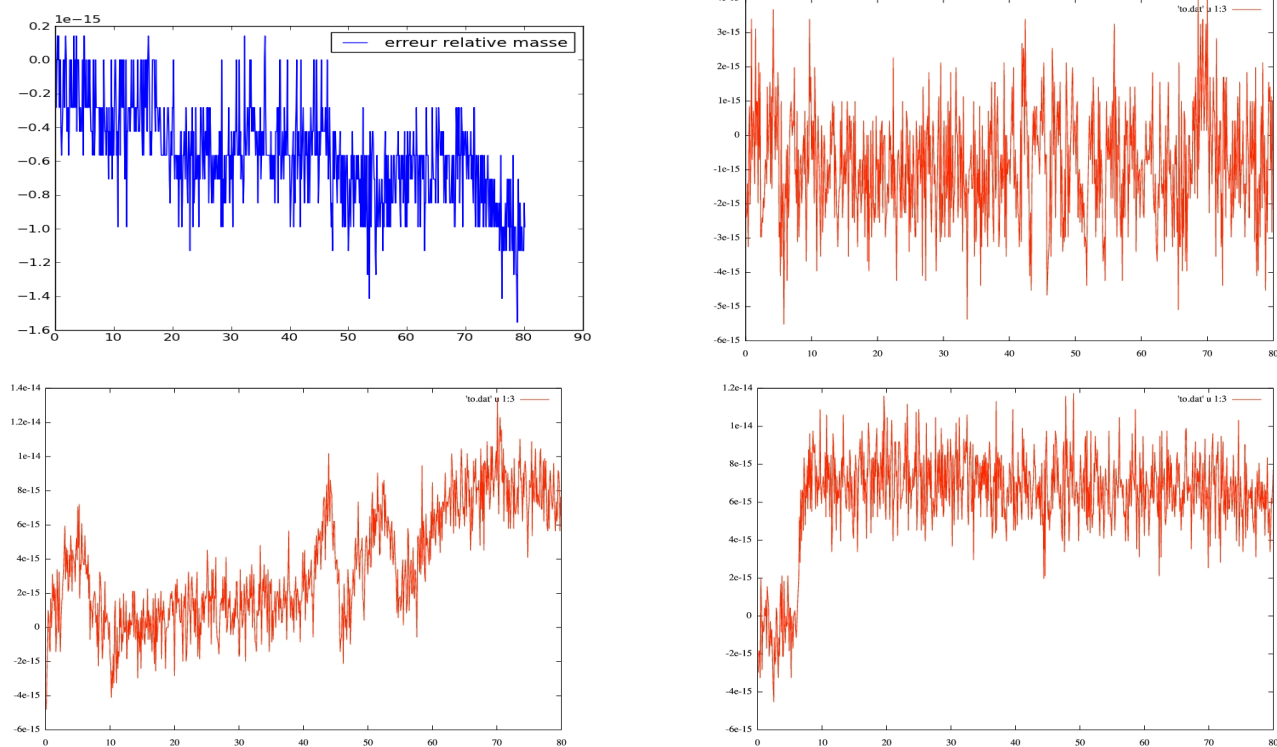 1e−15
erreur relative masse
0.2
0.0
−0.2
−0.4
−0.6
−0.8
−1.0
−1.2
−1.4
−1.6
0 10 20 30 40 50 60 70 80 90
'to.dat' u 1:3
3e-15
2e-15
1e-15
0
-1e-15
-2e-15
-3e-15
-4e-15
-5e-15
-6e-15
0 10 20 30 40 50 60 70 80
'to.dat' u 1:3
1.4e-14
1.2e-14
1e-14
8e-15
6e-15
4e-15
2e-15
0
-2e-15
-4e-15
-6e-15
0 10 20 30 40 50 60 70 80
'to.dat' u 1:3
1.2e-14
1e-14
8e-15
6e-15
4e-15
2e-15
0
-2e-15
-4e-15
-6e-15
0 10 20 30 40 50 60 70 80